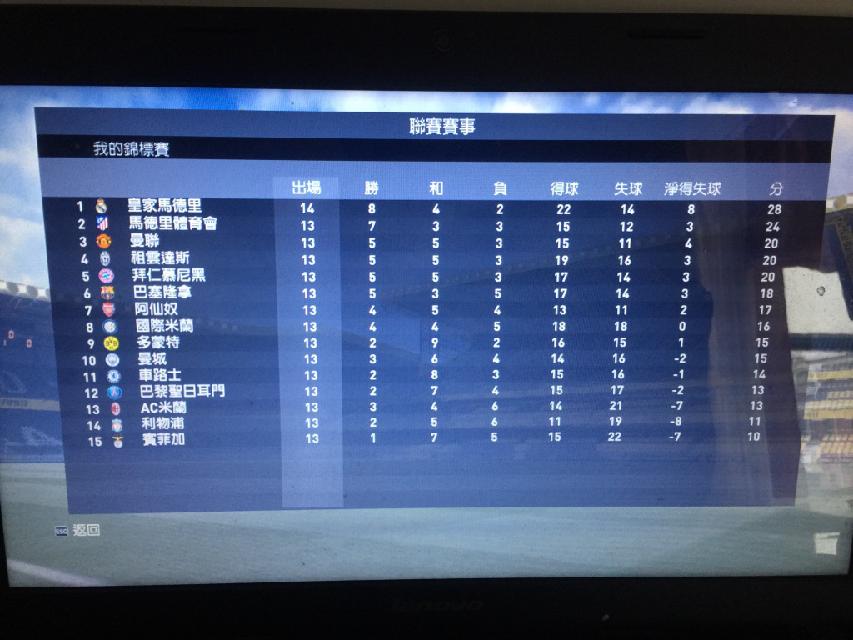 聯賽賽事
我的錦標賽
出場 勝 和 負 得球 失球 淨得失球 分
1 皇家馬德里 14 8 4 2 22 14 8 28
2 馬德里體育會 13 7 3 3 15 12 3 24
3 曼聯 13 5 5 3 15 11 4 20
4 祖雲達斯 13 5 5 3 19 16 3 20
5 拜仁慕尼黑 13 5 5 3 17 14 3 20
6 巴塞隆拿 13 5 3 5 17 14 3 18
7 阿仙奴 13 4 5 4 13 11 2 17
8 國際米蘭 13 4 4 5 18 18 0 16
9 多蒙特 13 2 9 2 16 15 1 15
10 曼城 13 3 6 4 14 16 -2 15
11 車路士 13 2 8 3 15 16 -1 14
12 巴黎聖日耳門 13 2 7 4 15 17 -2 13
13 AC米蘭 13 3 4 6 14 21 -7 13
14 利物浦 13 2 5 6 11 19 -8 11
15 賓菲加 13 1 7 5 15 22 -7 10
ESC 返回
lenovo